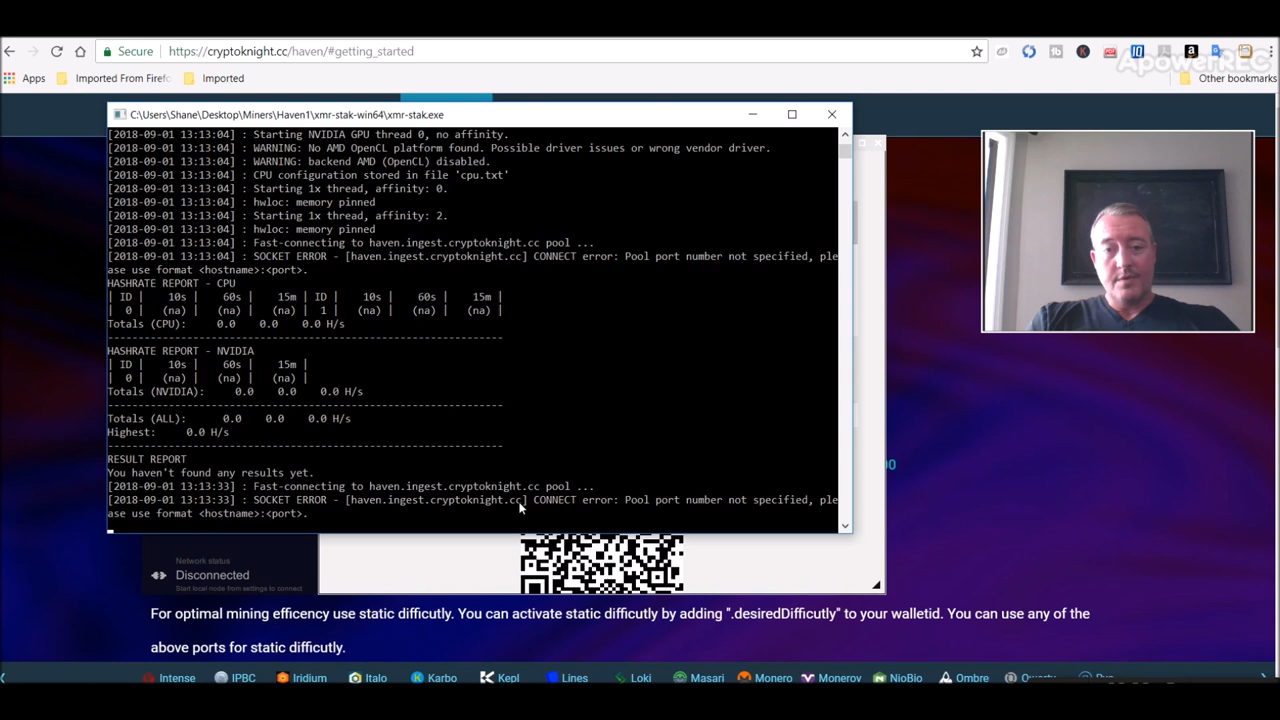 Secure
https://cryptoknight.cc/haven/#getting_started
ApowerREC
Apps
Imported From Firefo
Imported
Other bookmarks
C:\Users\Shane\Desktop\Miners\Haven1\xmr-stak-win64\xmr-stak.exe
[2018-09-01 13:13:04] : Starting NVIDIA GPU thread 0, no affinity.
[2018-09-01 13:13:04] : WARNING: No AMD OpenCL platform found. Possible driver issues or wrong vendor driver.
[2018-09-01 13:13:04] : WARNING: backend AMD (OpenCL) disabled.
[2018-09-01 13:13:04] : CPU configuration stored in file 'cpu.txt'
[2018-09-01 13:13:04] : Starting 1x thread, affinity: 0.
[2018-09-01 13:13:04] : hwloc: memory pinned
[2018-09-01 13:13:04] : Starting 1x thread, affinity: 2.
[2018-09-01 13:13:04] : hwloc: memory pinned
[2018-09-01 13:13:04] : Fast-connecting to haven.ingest.cryptoknight.cc pool ...
[2018-09-01 13:13:04] : SOCKET ERROR - [haven.ingest.cryptoknight.cc] CONNECT error: Pool port number not specified, ple
ase use format <hostname>:<port>.
HASHRATE REPORT - CPU
| ID | 10s | 60s | 15m | ID | 10s | 60s | 15m |
| 0 | (na) | (na) | (na) | 1 | (na) | (na) | (na) |
Totals (CPU): 0.0 0.0 0.0 H/s
-----------------------------------------------------------------
HASHRATE REPORT - NVIDIA
| ID | 10s | 60s | 15m |
| 0 | (na) | (na) | (na) |
Totals (NVIDIA): 0.0 0.0 0.0 H/s
-----------------------------------------------------------------
Totals (ALL): 0.0 0.0 0.0 H/s
Highest: 0.0 H/s
-----------------------------------------------------------------
RESULT REPORT
You haven't found any results yet.
[2018-09-01 13:13:33] : Fast-connecting to haven.ingest.cryptoknight.cc pool ...
[2018-09-01 13:13:33] : SOCKET ERROR - [haven.ingest.cryptoknight.cc] CONNECT error: Pool port number not specified, ple
ase use format <hostname>:<port>.
00
Network status
Disconnected
Start local node from settings to connect
For optimal mining efficency use static difficutly. You can activate static difficutly by adding ".desiredDifficutly" to your walletid. You can use any of the
above ports for static difficutly.
Intense
IPBC
Iridium
Italo
Karbo
Kepl
Lines
Loki
Masari
Monero
Monerov
NioBio
Ombre